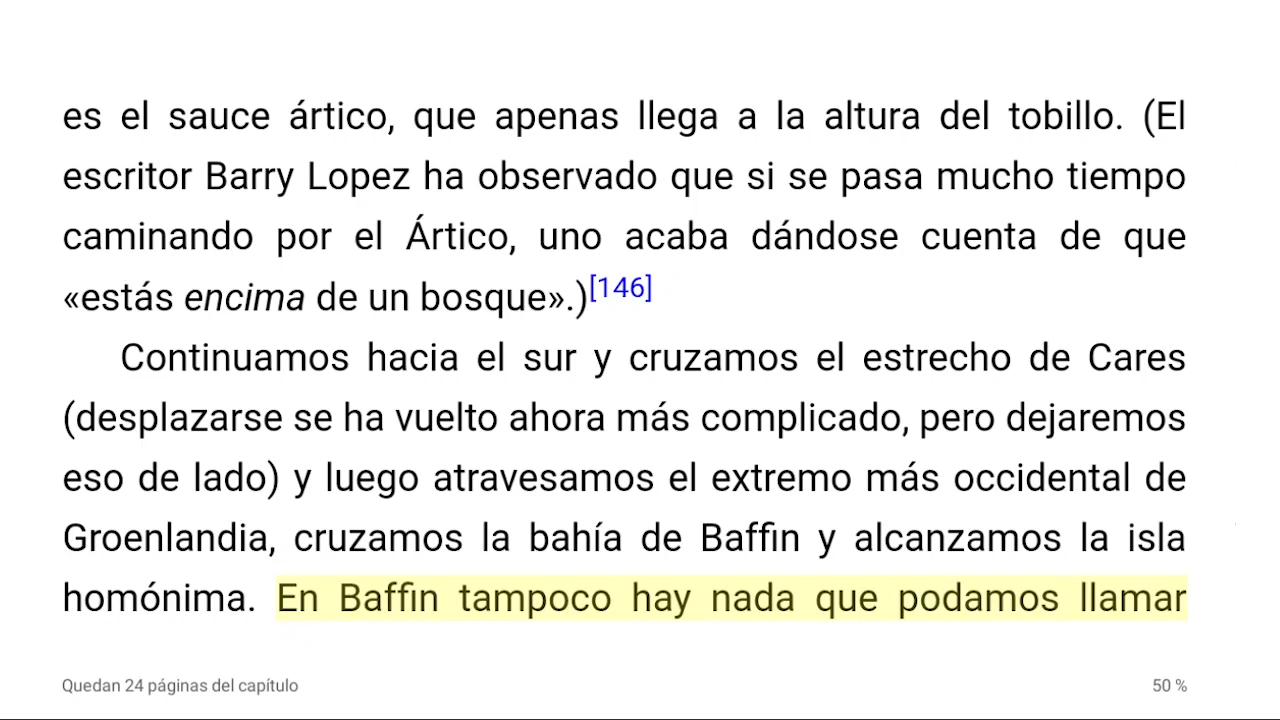 es el sauce ártico, que apenas llega a la altura del tobillo. (El
escritor Barry Lopez ha observado que si se pasa mucho tiempo
caminando por el Ártico, uno acaba dándose cuenta de que
«estás encima de un bosque».)[146]
Continuamos hacia el sur y cruzamos el estrecho de Cares
(desplazarse se ha vuelto ahora más complicado, pero dejaremos
eso de lado) y luego atravesamos el extremo más occidental de
Groenlandia, cruzamos la bahía de Baffin y alcanzamos la isla
homónima. En Baffin tampoco hay nada que podamos llamar
Quedan 24 páginas del capítulo
50 %